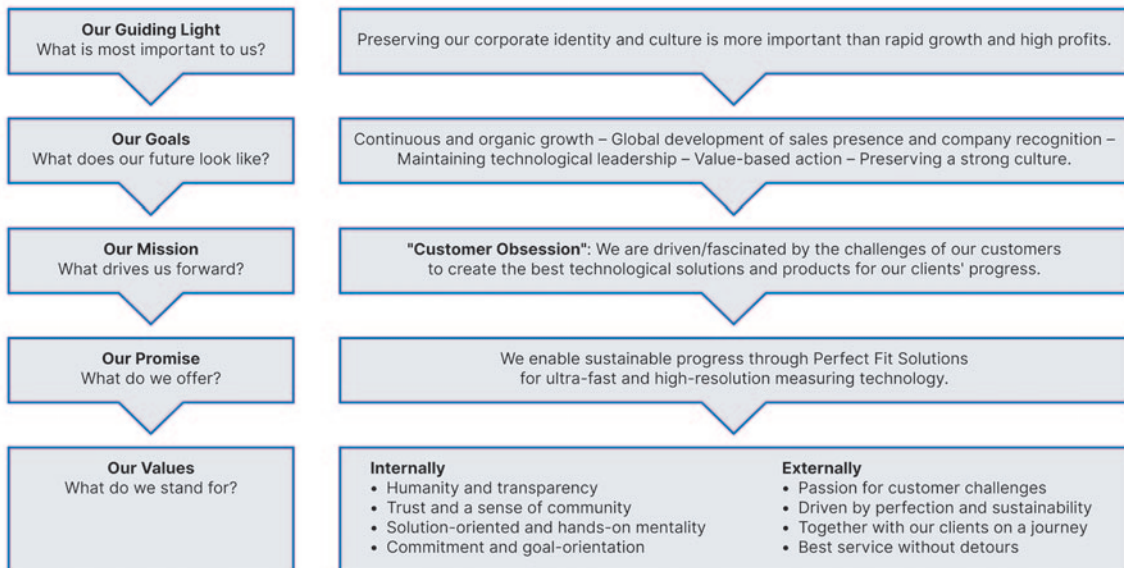 Our Guiding Light
What is most important to us?
Preserving our corporate identity and culture is more important than rapid growth and high profits.
Our Goals
What does our future look like?
Continuous and organic growth – Global development of sales presence and company recognition –
Maintaining technological leadership – Value-based action – Preserving a strong culture.
Our Mission
What drives us forward?
"Customer Obsession": We are driven/fascinated by the challenges of our customers
to create the best technological solutions and products for our clients' progress.
Our Promise
What do we offer?
We enable sustainable progress through Perfect Fit Solutions
for ultra-fast and high-resolution measuring technology.
Our Values
What do we stand for?
Internally
• Humanity and transparency
• Trust and a sense of community
• Solution-oriented and hands-on mentality
• Commitment and goal-orientation
Externally
• Passion for customer challenges
• Driven by perfection and sustainability
• Together with our clients on a journey
• Best service without detours